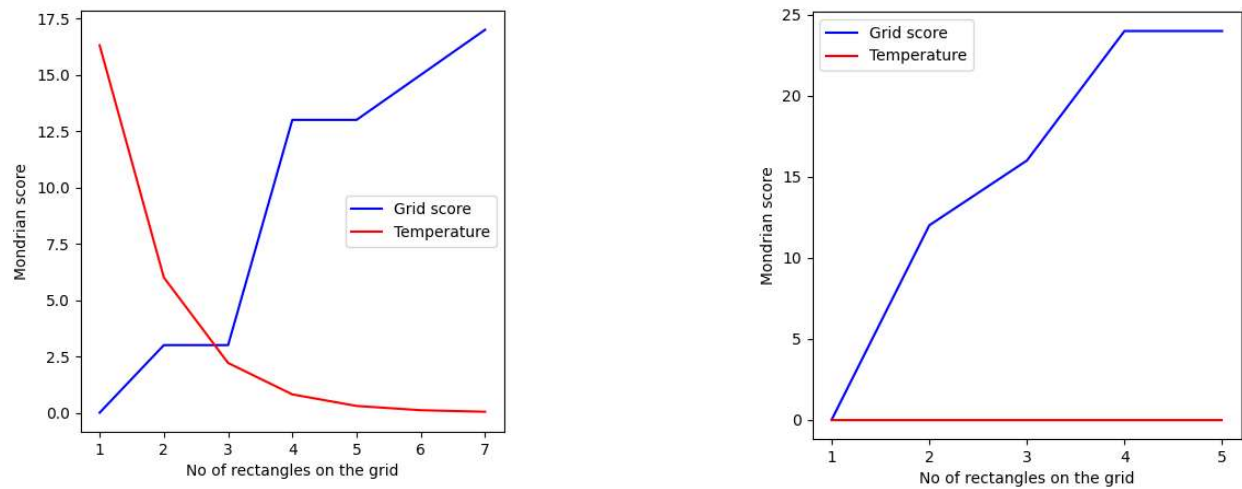 17.5
15.0
12.5
10.0
7.5
5.0
2.5
0.0
Mondrian score
Grid score
Temperature
1 2 3 4 5 6 7
No of rectangles on the grid
25
20
15
10
5
0
Mondrian score
Grid score
Temperature
1 2 3 4 5
No of rectangles on the grid